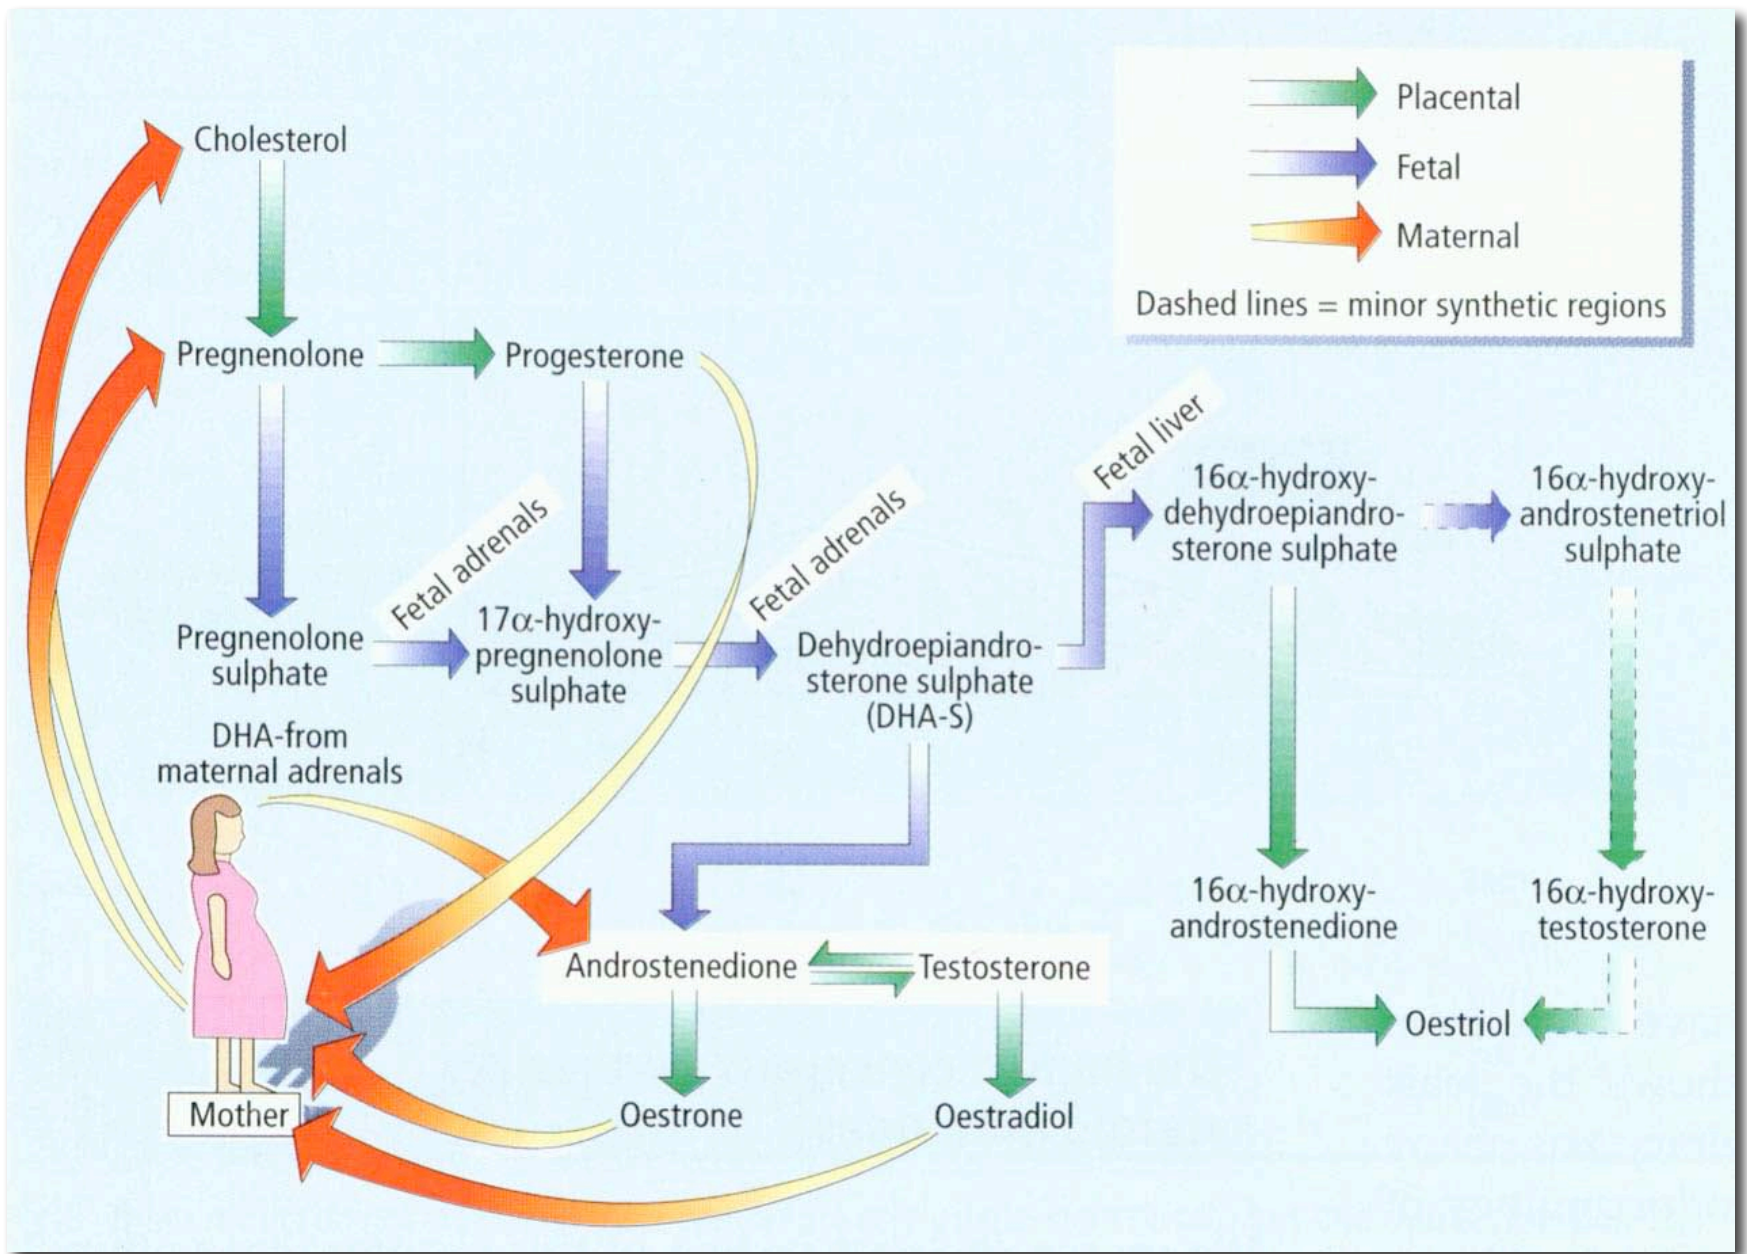 Placental
Fetal
Maternal
Dashed lines = minor synthetic regions
Cholesterol
Pregnenolone
Progesterone
Fetal adrenals
Fetal adrenals
Fetal liver
Pregnenolone
sulphate
17α-hydroxy-
pregnenolone
sulphate
Dehydroepiandro-
sterone sulphate
(DHA-S)
16α-hydroxy-
dehydroepiandro-
sterone sulphate
16α-hydroxy-
androstenetriol
sulphate
DHA-from
maternal adrenals
16α-hydroxy-
androstenedione
16α-hydroxy-
testosterone
Androstenedione
Testosterone
Oestriol
Mother
Oestrone
Oestradiol